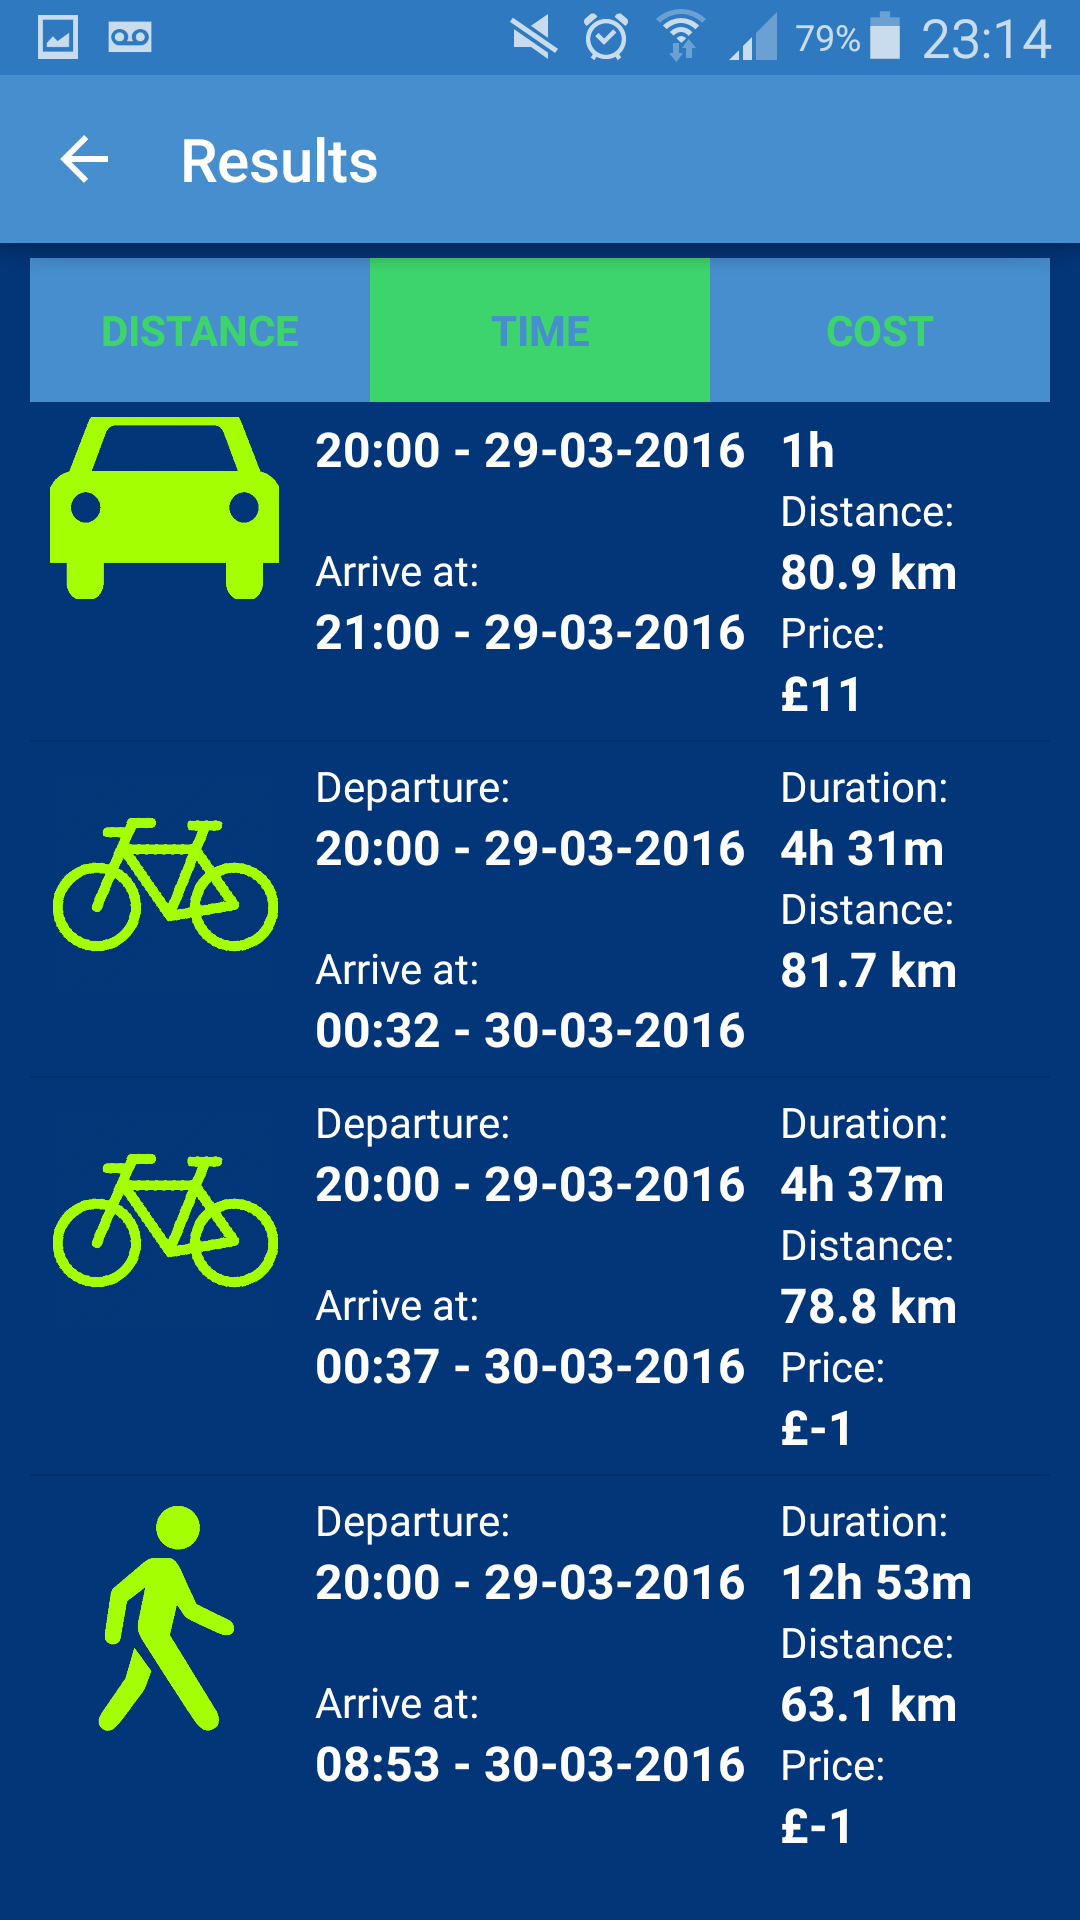 79% 23:14
Results
DISTANCE TIME COST
20:00 - 29-03-2016 1h
Distance:
Arrive at: 80.9 km
21:00 - 29-03-2016 Price:
£11
Departure: Duration:
20:00 - 29-03-2016 4h 31m
Distance:
Arrive at: 81.7 km
00:32 - 30-03-2016
Departure: Duration:
20:00 - 29-03-2016 4h 37m
Distance:
Arrive at: 78.8 km
00:37 - 30-03-2016 Price:
£-1
Departure: Duration:
20:00 - 29-03-2016 12h 53m
Distance:
Arrive at: 63.1 km
08:53 - 30-03-2016 Price:
£-1